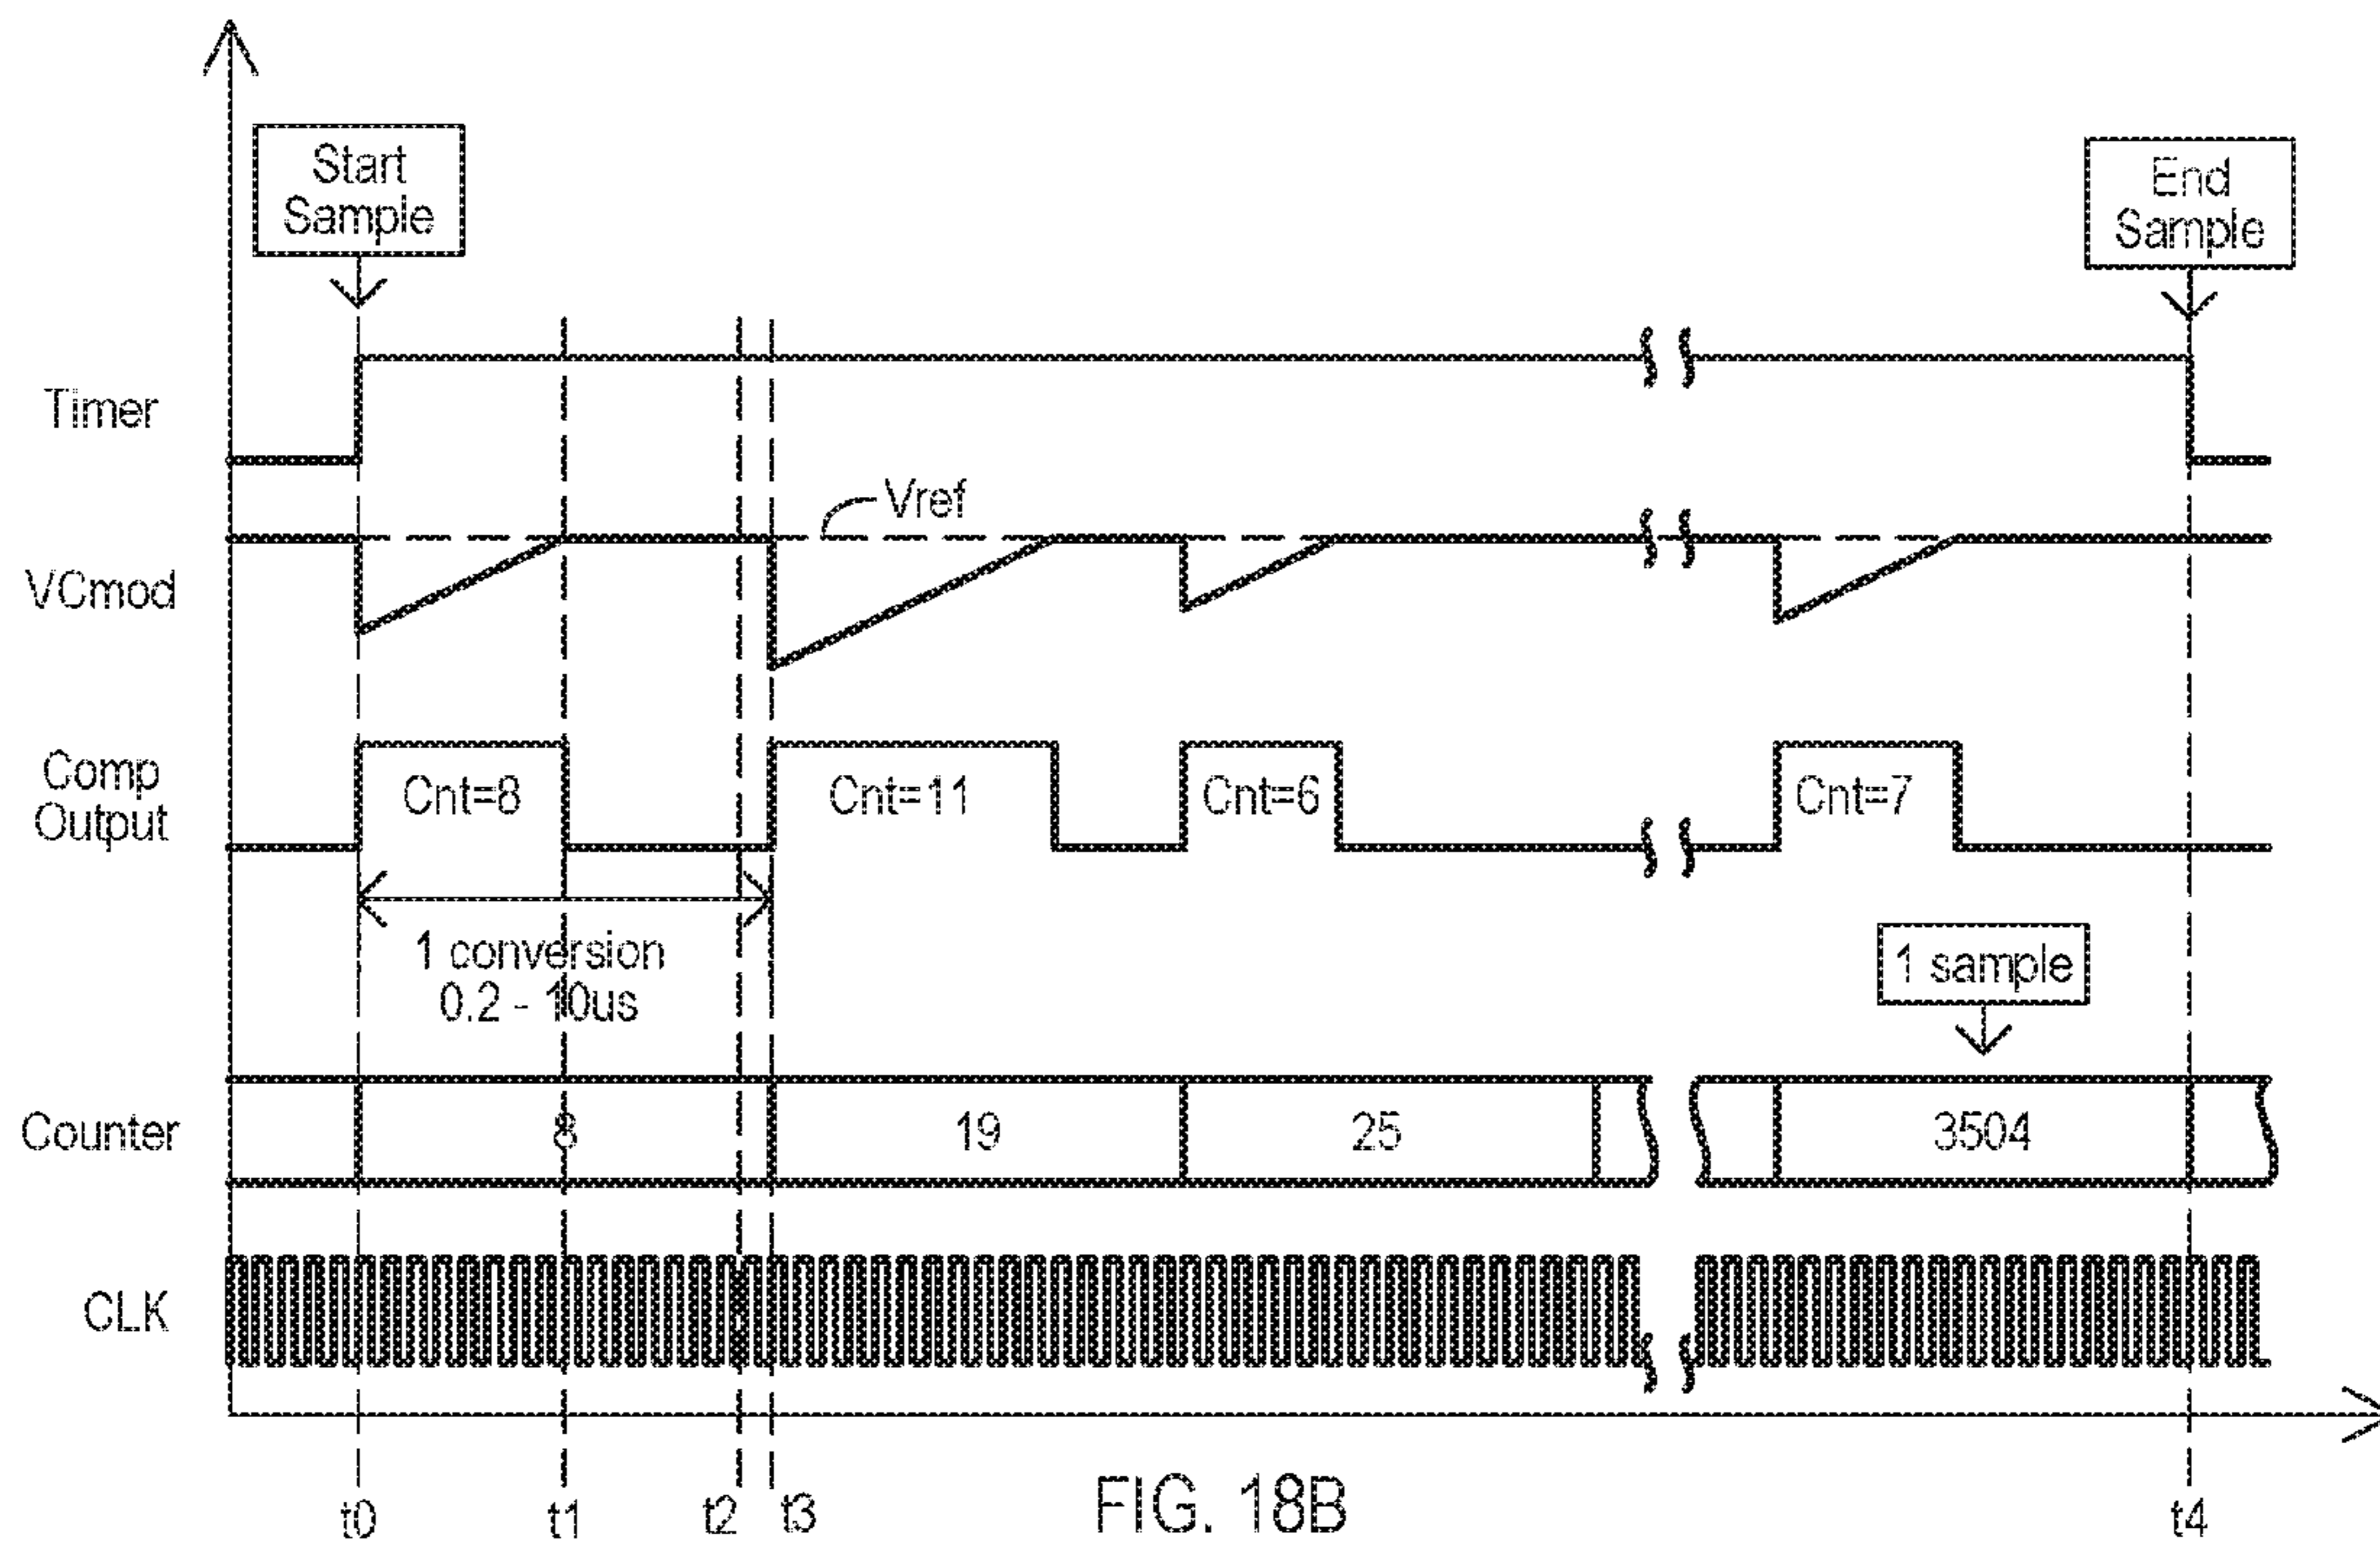 Start
Sample
End
Sample
Timer
Vref
VCmod
Comp
Output
Cnt=8
Cnt=11
Cnt=6
Cnt=7
1 conversion
0.2 - 10us
1 sample
Counter
8
19
25
3504
CLK
t0
t1
t2
t3
t4
FIG. 18B